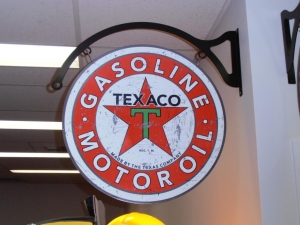 GASOLINE
TEXACO
T
MADE BY THE TEXAS COMPANY
MOTOR OIL